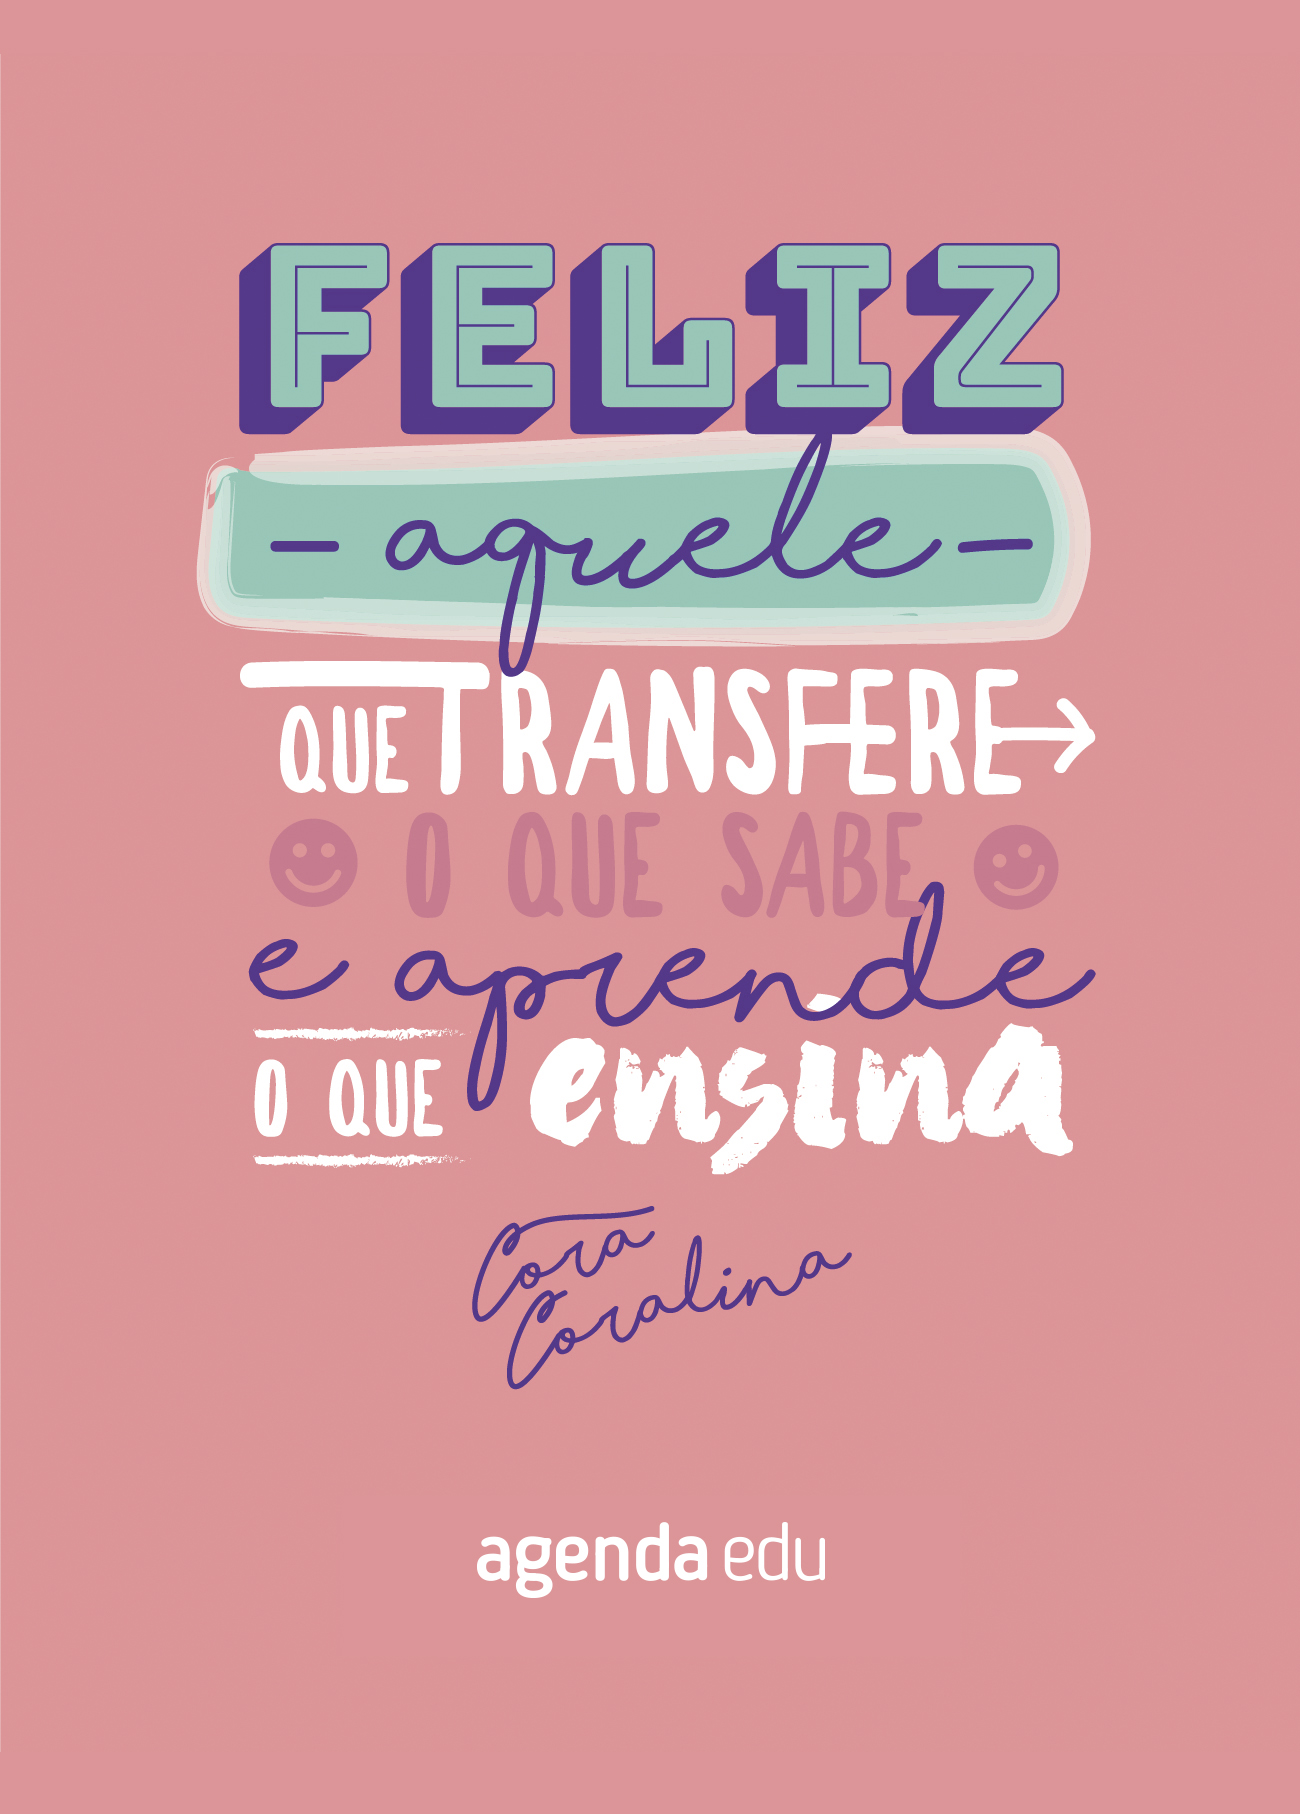 FELIZ
- aquele -
QUE TRANSFERE
O QUE SABE
e aprende
O QUE ensina
Cora
Coralina
agenda edu